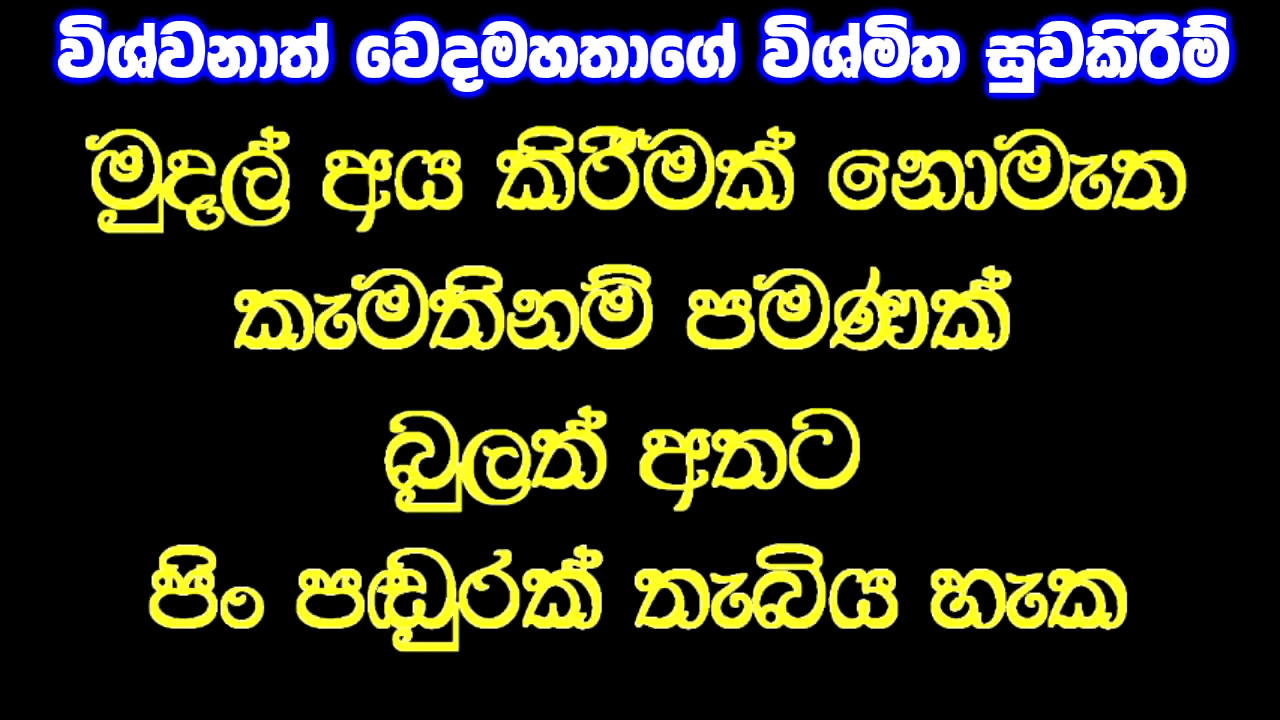 විශ්වනාත් වෙදමහතාගේ විශ්මිත සුවකිරීම්
මුදල් අය කිරීමක් නොමැත
කැමතිනම් පමණක්
බුලත් අතට
පිං පඬුරක් තැබිය හැක